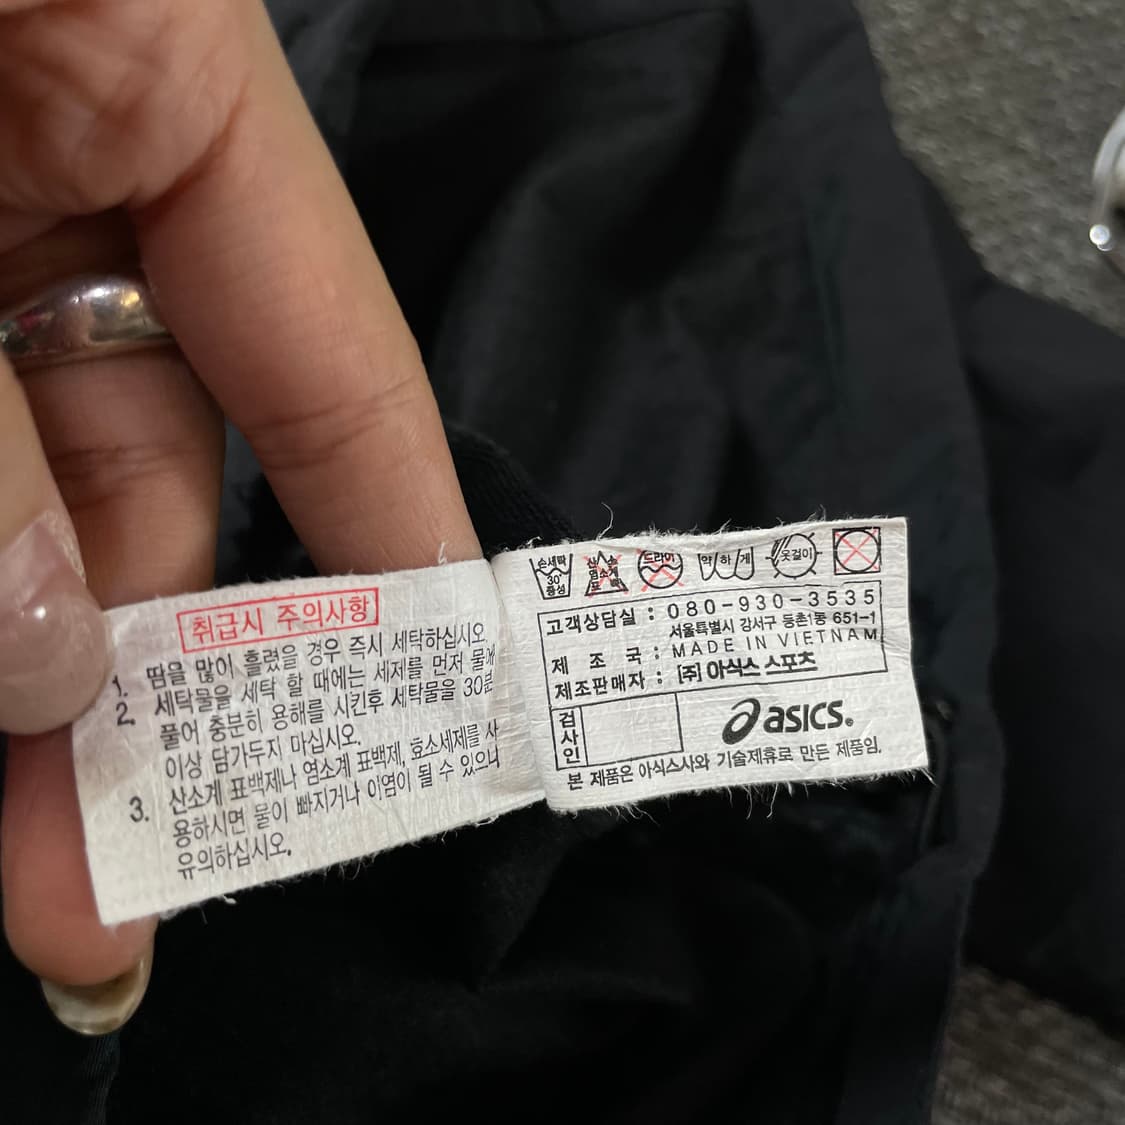 취급시 주의사항
1. 땀을 많이 흘렸을 경우 즉시 세탁하십시오.
2. 세탁물을 세탁 할 때에는 세제를 먼저 물에
풀어 충분히 용해를 시킨후 세탁물을 30분
이상 담가두지 마십시오.
3. 산소계 표백제나 염소계 표백제, 효소세제를 사
용하시면 물이 빠지거나 이염이 될 수 있으니
유의하십시오.
손세탁
30°
중성
산소
염소
표백
드라이
약하게
옷걸이
고객상담실 : 080-930-3535
서울특별시 강서구 등촌1동 651-1
제 조 국 : MADE IN VIETNAM
제조판매자 : (주) 아식스 스포츠
검사인
asics.
본 제품은 아식스사와 기술제휴로 만든 제품임.